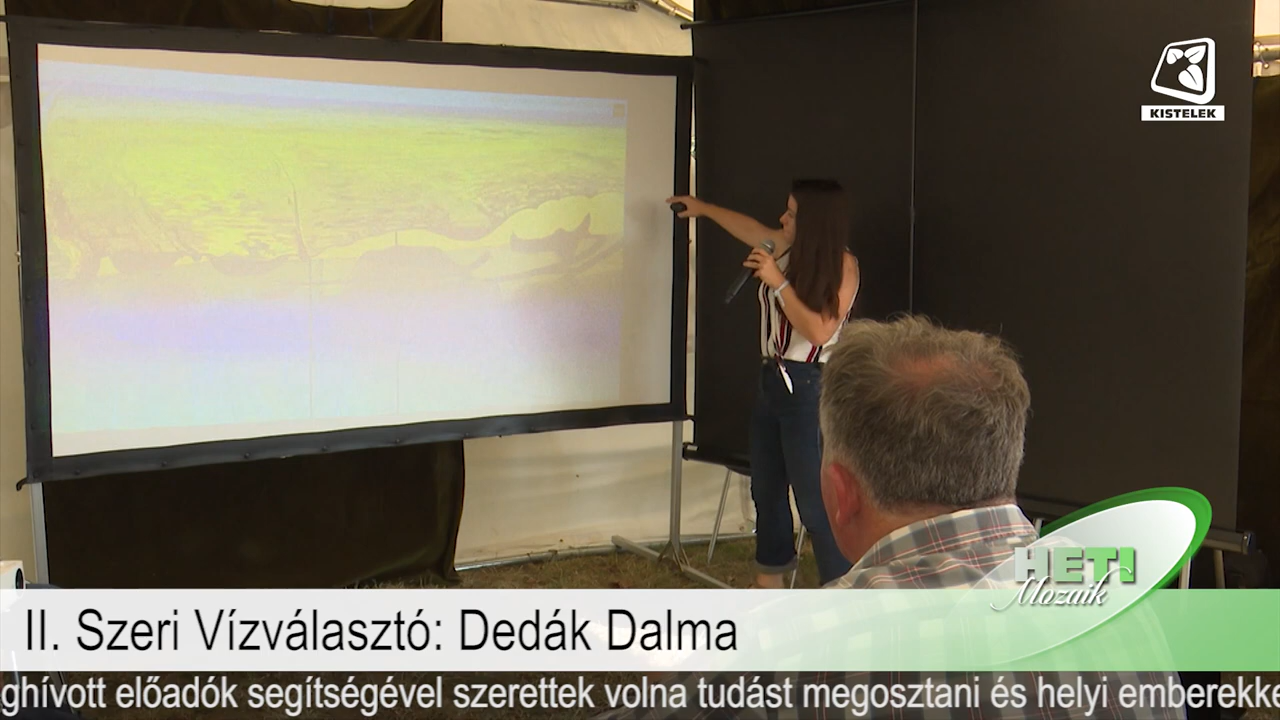 KISTELEK
HETI
Mozaik
II. Szeri Vízválasztó: Dedák Dalma
ghívott előadók segítségével szerettek volna tudást megosztani és helyi emberekke